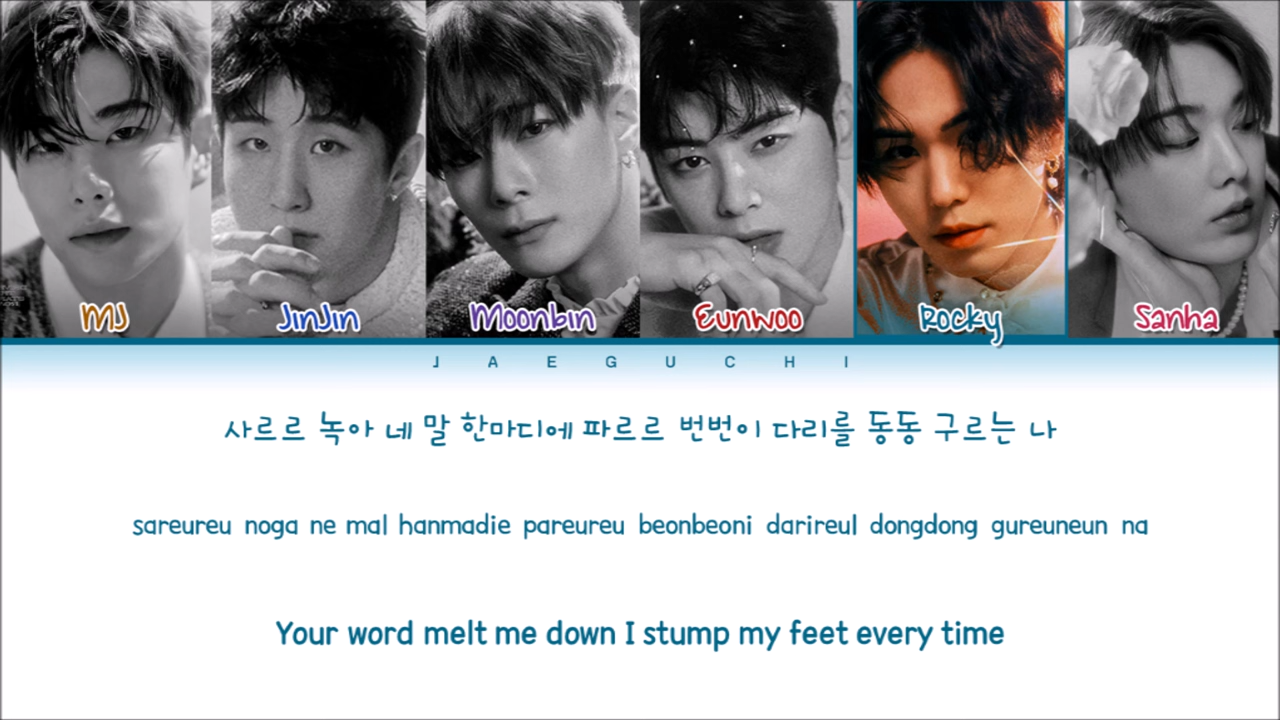 MJ
JinJin
Moonbin
Eunwoo
Rocky
Sanha
JAEGUCHI
사르르 녹아 네 말 한마디에 파르르 번번이 다리를 동동 구르는 나
sareureu noga ne mal hanmadie pareureu beonbeoni darireul dongdong gureuneun na
Your word melt me down I stump my feet every time